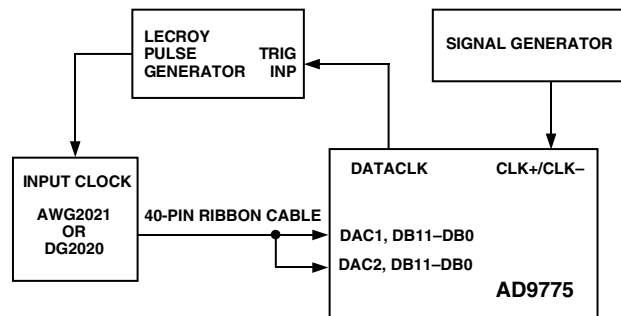 LECROY
PULSE
GENERATOR
TRIG
INP
SIGNAL GENERATOR
INPUT CLOCK
AWG2021
OR
DG2020
40-PIN RIBBON CABLE
DATACLK
CLK+/CLK–
DAC1, DB11–DB0
DAC2, DB11–DB0
AD9775